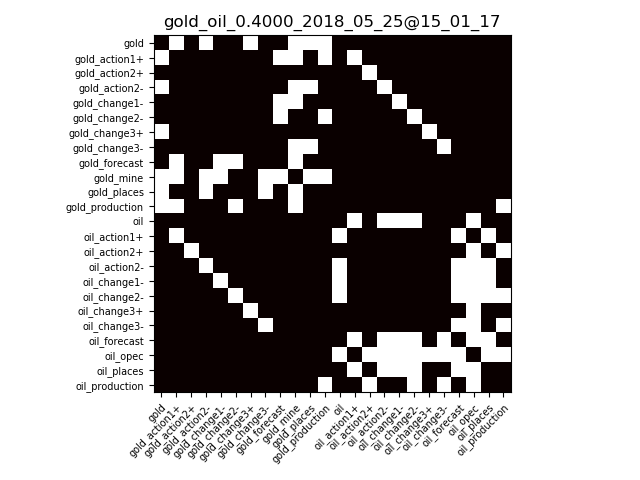 gold_oil_0.4000_2018_05_25@15_01_17
gold
gold_action1+
gold_action2+
gold_action2-
gold_change1-
gold_change2-
gold_change3+
gold_change3-
gold_forecast
gold_mine
gold_places
gold_production
oil
oil_action1+
oil_action2+
oil_action2-
oil_change1-
oil_change2-
oil_change3+
oil_change3-
oil_forecast
oil_opec
oil_places
oil_production
gold
gold_action1+
gold_action2+
gold_action2-
gold_change1-
gold_change2-
gold_change3+
gold_change3-
gold_forecast
gold_mine
gold_places
gold_production
oil
oil_action1+
oil_action2+
oil_action2-
oil_change1-
oil_change2-
oil_change3+
oil_change3-
oil_forecast
oil_opec
oil_places
oil_production